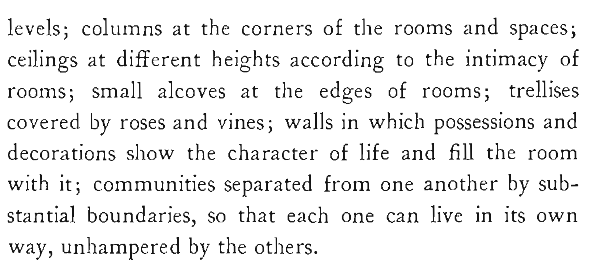 levels; columns at the corners of the rooms and spaces;
ceilings at different heights according to the intimacy of
rooms; small alcoves at the edges of rooms; trellises
covered by roses and vines; walls in which possessions and
decorations show the character of life and fill the room
with it; communities separated from one another by sub-
stantial boundaries, so that each one can live in its own
way, unhampered by the others.